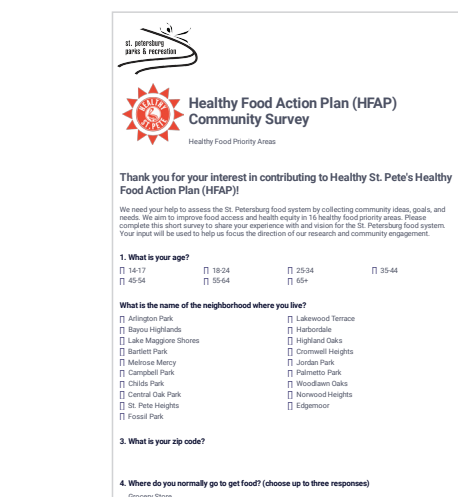 st. petersburg
parks & recreation
HEALTHY
ST. PETE
Healthy Food Action Plan (HFAP)
Community Survey
Healthy Food Priority Areas
Thank you for your interest in contributing to Healthy St. Pete's Healthy
Food Action Plan (HFAP)!
We need your help to assess the St. Petersburg food system by collecting community ideas, goals, and
needs. We aim to improve food access and health equity in 16 healthy food priority areas. Please
complete this short survey to share your experience with and vision for the St. Petersburg food system.
Your input will be used to help us focus the direction of our research and community engagement.
1. What is your age?
14-17 18-24 25-34 35-44
45-54 55-64 65+
What is the name of the neighborhood where you live?
Arlington Park Lakewood Terrace
Bayou Highlands Harbordale
Lake Maggiore Shores Highland Oaks
Bartlett Park Cromwell Heights
Melrose Mercy Jordan Park
Campbell Park Palmetto Park
Childs Park Woodlawn Oaks
Central Oak Park Norwood Heights
St. Pete Heights Edgemoor
Fossil Park
3. What is your zip code?
4. Where do you normally go to get food? (choose up to three responses)
Grocery Store